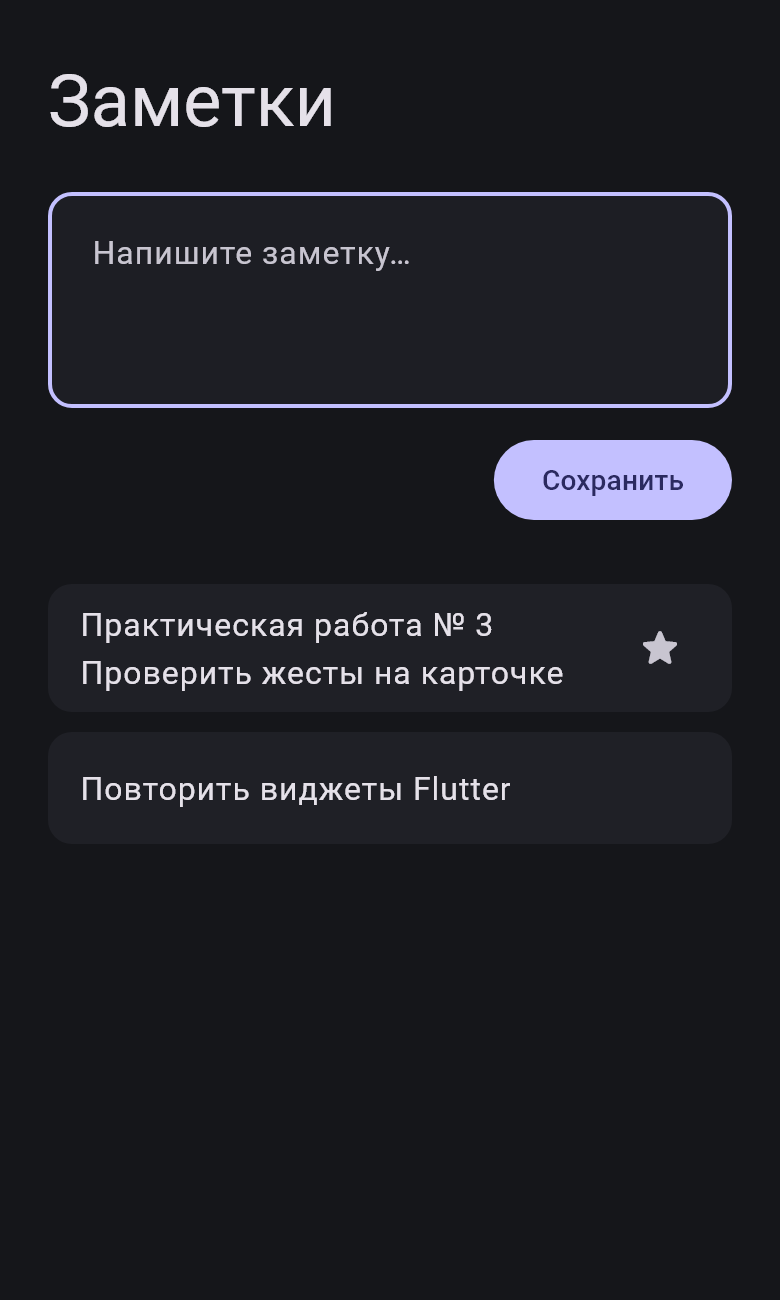 Заметки
Напишите заметку…
Сохранить
Практическая работа № 3
Проверить жесты на карточке
Повторить виджеты Flutter